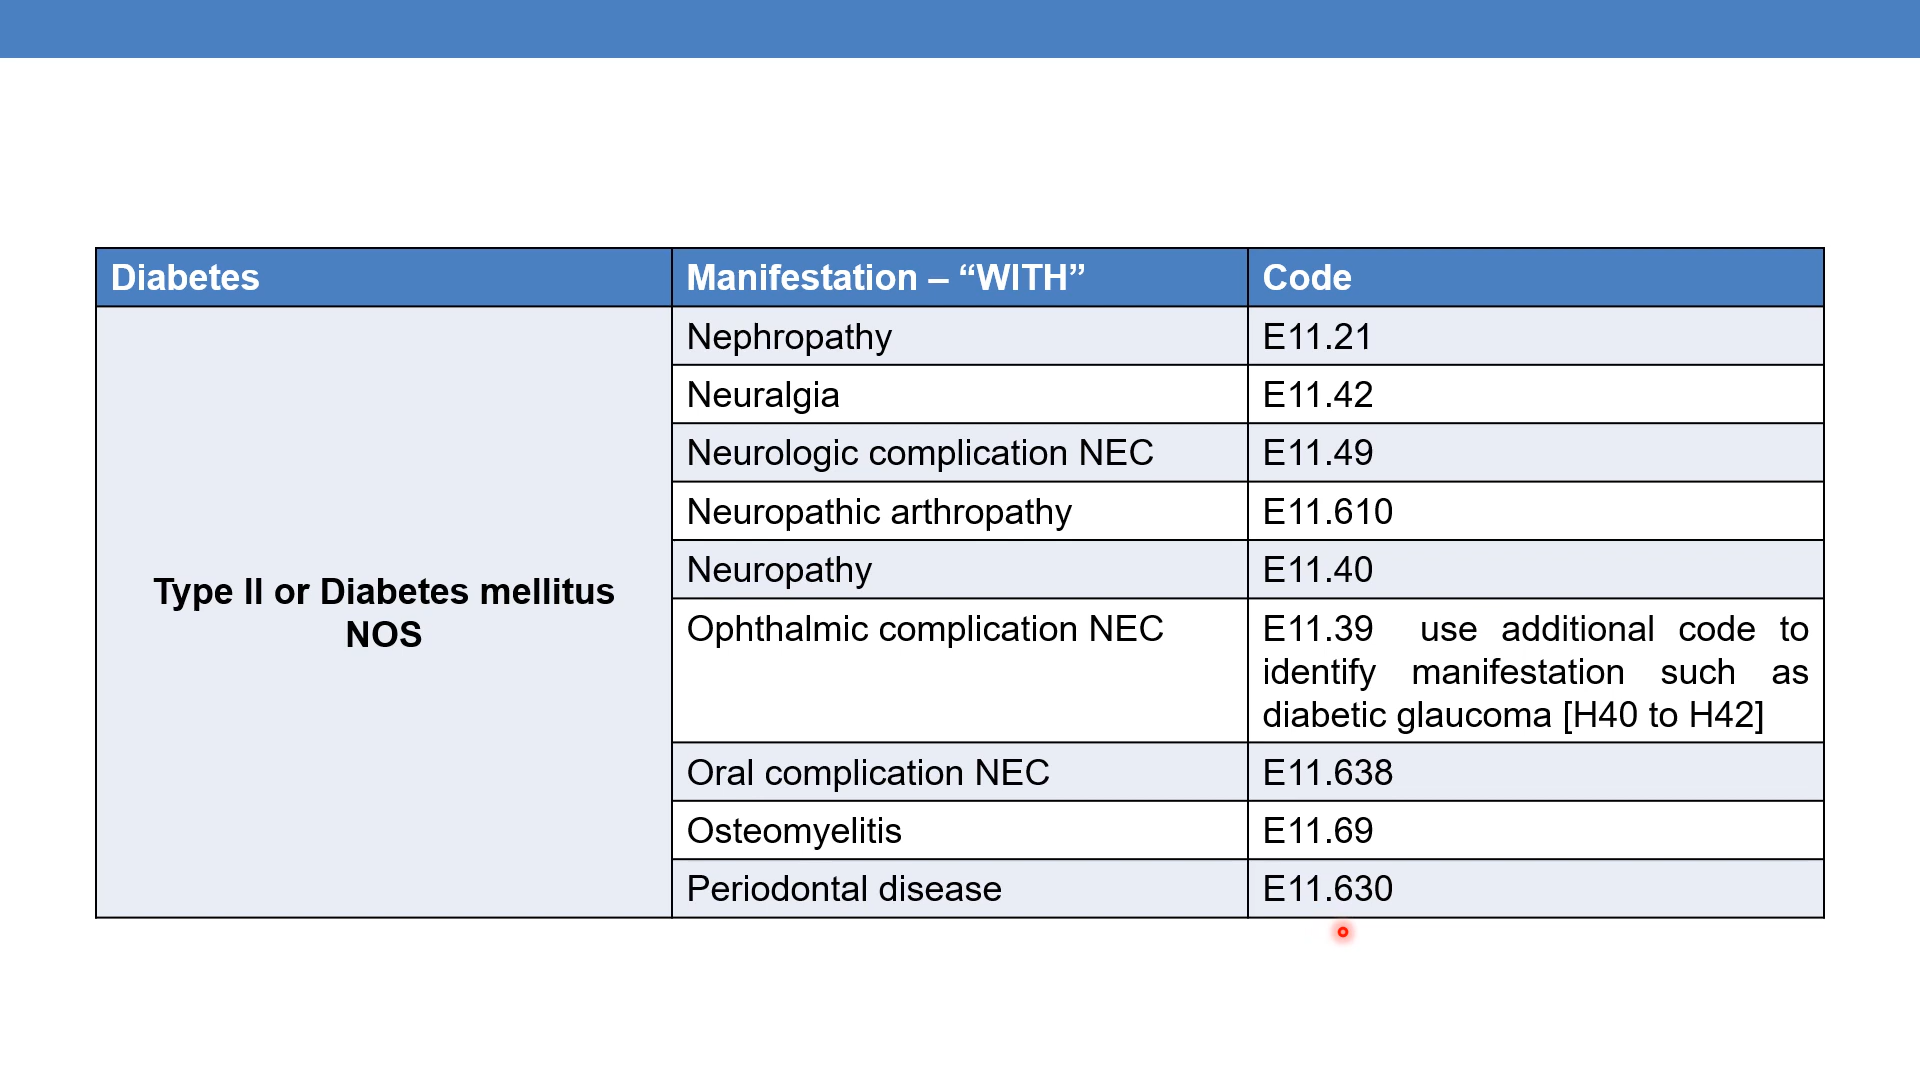 Diabetes
Manifestation – “WITH”
Code
Type II or Diabetes mellitus
NOS
Nephropathy
E11.21
Neuralgia
E11.42
Neurologic complication NEC
E11.49
Neuropathic arthropathy
E11.610
Neuropathy
E11.40
Ophthalmic complication NEC
E11.39 use additional code to
identify manifestation such as
diabetic glaucoma [H40 to H42]
Oral complication NEC
E11.638
Osteomyelitis
E11.69
Periodontal disease
E11.630